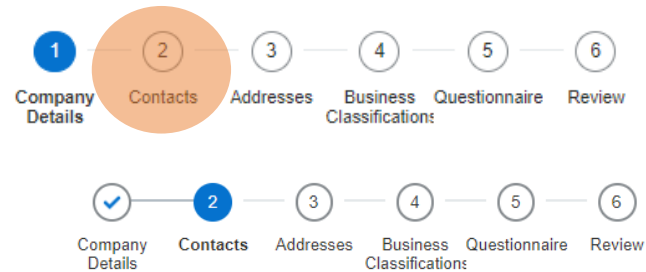 1 2 3 4 5 6
Company Contacts Addresses Business Questionnaire Review
Details Classifications
2 3 4 5 6
Company Contacts Addresses Business Questionnaire Review
Details Classifications